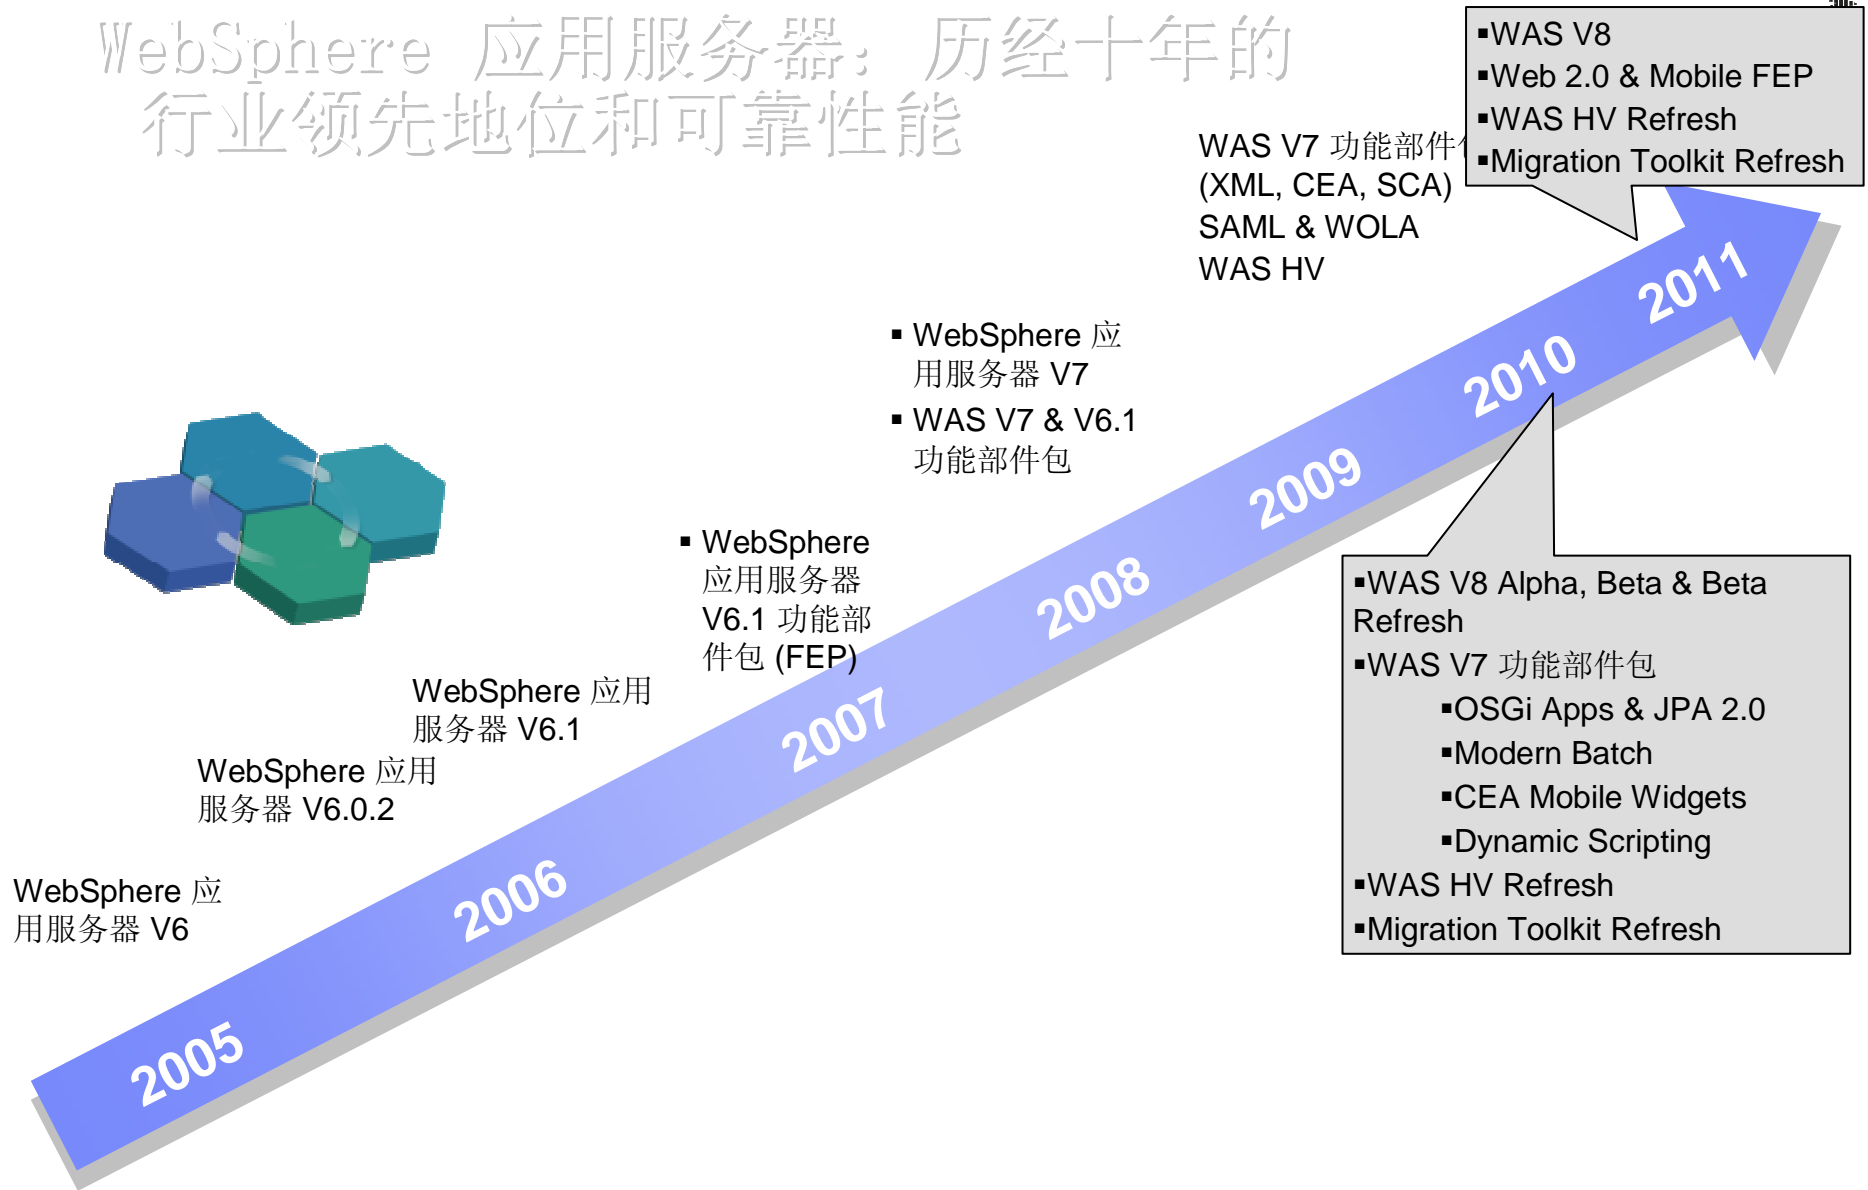 WebSphere 应用服务器：历经十年的
行业领先地位和可靠性能
▪WAS V8
▪Web 2.0 & Mobile FEP
▪WAS HV Refresh
▪Migration Toolkit Refresh
WAS V7 功能部件
(XML, CEA, SCA)
SAML & WOLA
WAS HV
▪ WebSphere 应
用服务器 V7
▪ WAS V7 & V6.1
功能部件包
▪ WebSphere
应用服务器
V6.1 功能部
件包 (FEP)
WebSphere 应用
服务器 V6.1
WebSphere 应用
服务器 V6.0.2
WebSphere 应
用服务器 V6
2005
2006
2007
2008
2009
2010
2011
▪WAS V8 Alpha, Beta & Beta
Refresh
▪WAS V7 功能部件包
▪OSGi Apps & JPA 2.0
▪Modern Batch
▪CEA Mobile Widgets
▪Dynamic Scripting
▪WAS HV Refresh
▪Migration Toolkit Refresh